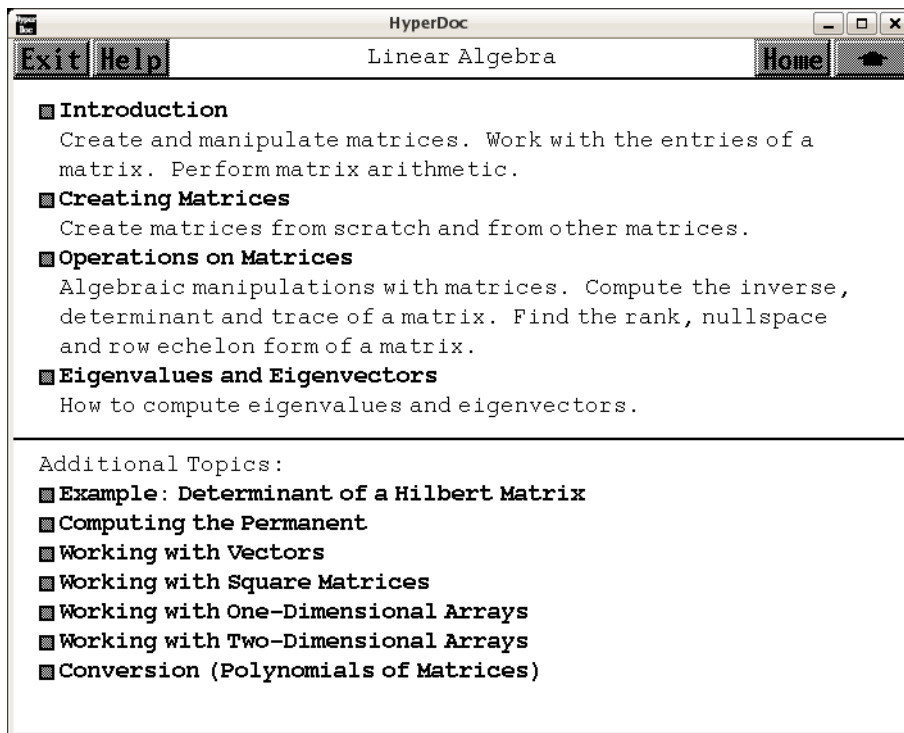 Hyper Doc
HyperDoc
Exit Help Linear Algebra Home
Introduction
Create and manipulate matrices. Work with the entries of a
matrix. Perform matrix arithmetic.
Creating Matrices
Create matrices from scratch and from other matrices.
Operations on Matrices
Algebraic manipulations with matrices. Compute the inverse,
determinant and trace of a matrix. Find the rank, nullspace
and row echelon form of a matrix.
Eigenvalues and Eigenvectors
How to compute eigenvalues and eigenvectors.
Additional Topics:
Example: Determinant of a Hilbert Matrix
Computing the Permanent
Working with Vectors
Working with Square Matrices
Working with One-Dimensional Arrays
Working with Two-Dimensional Arrays
Conversion (Polynomials of Matrices)